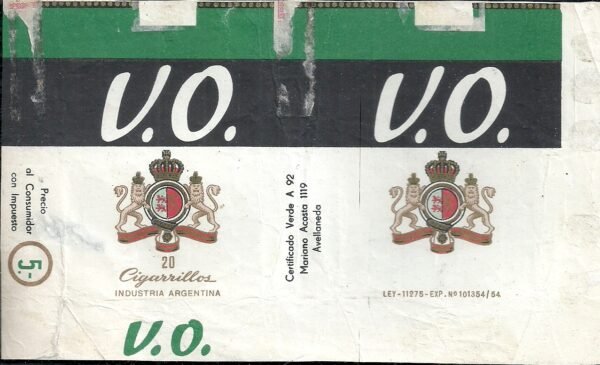 V.O.
V.O.
Precio
al Consumidor
con Impuesto
5.-
20
Cigarrillos
INDUSTRIA ARGENTINA
V.O.
Certificado Verde A 92
Mariano Acosta 1119
Avellaneda
LEY-11275-EXP. Nº 101354/54